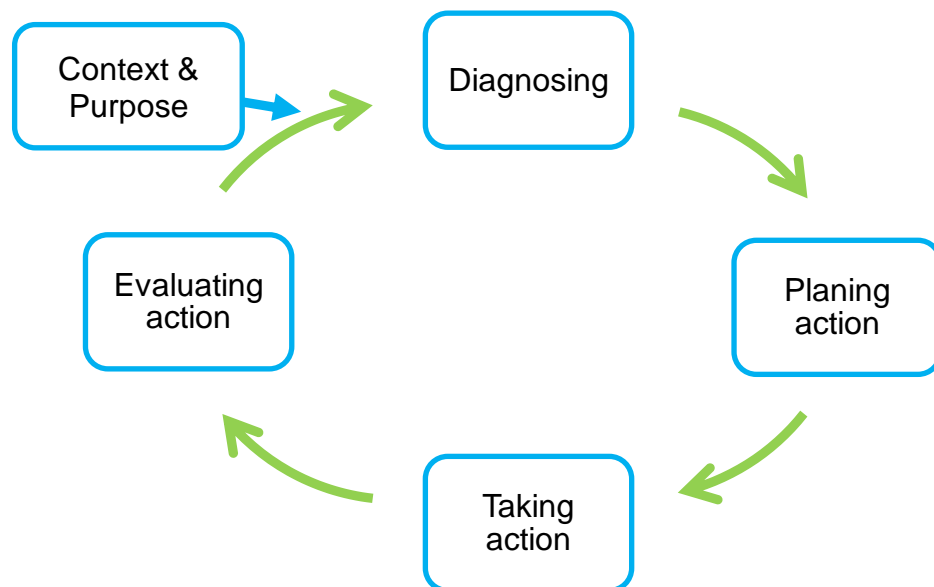 Context &
Purpose
Diagnosing
Evaluating
action
Planing
action
Taking
action